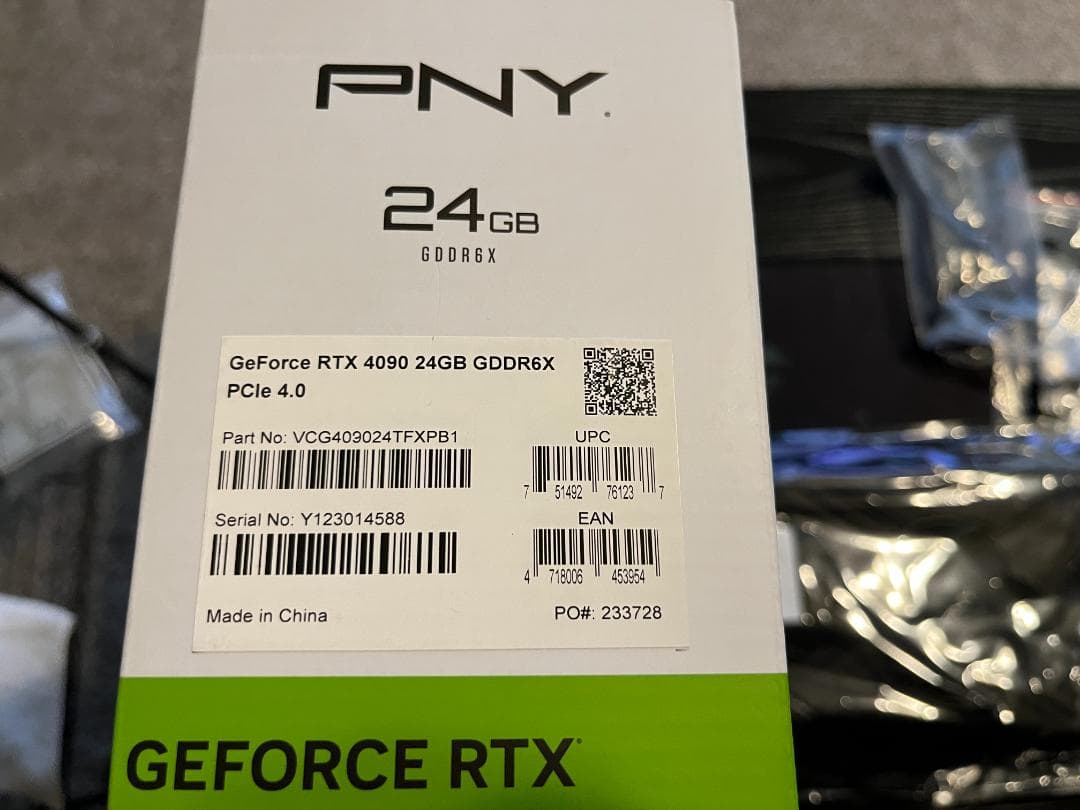 PNY.
24GB
GDDR6X
GeForce RTX 4090 24GB GDDR6X
PCIe 4.0
Part No: VCG409024TFXPB1
UPC
7 51492 76123 7
Serial No: Y123014588
EAN
4 718006 453954
Made in China
PO#: 233728
GEFORCE RTX